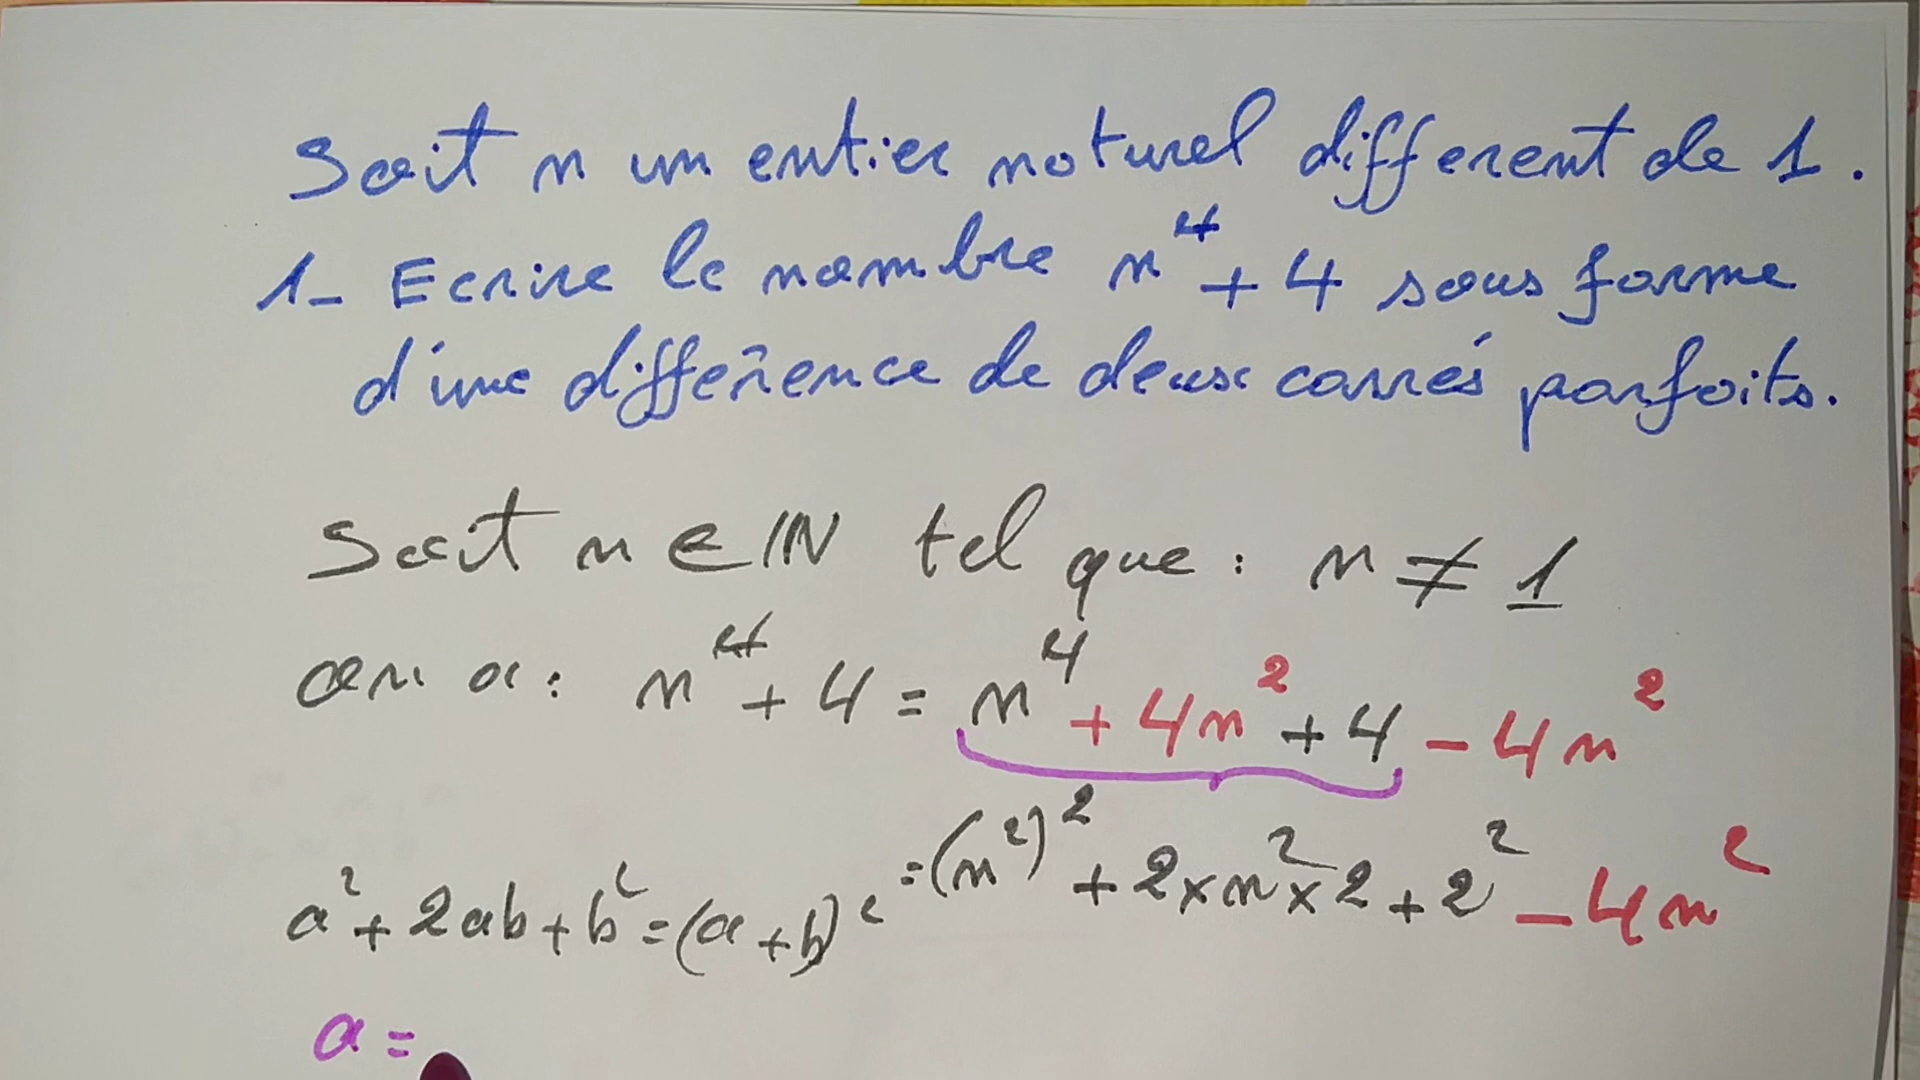 Soit n un entier naturel different de 1.
1- Ecrire le nombre n⁴ + 4 sous forme
d'une différence de deux carrés parfaits.
Soit n ∈ ℕ tel que : n ≠ 1
on a : n⁴ + 4 = n⁴ + 4n² + 4 - 4n²
= (n²)² + 2 × n² × 2 + 2² - 4n²
a² + 2ab + b² = (a + b)²
a =